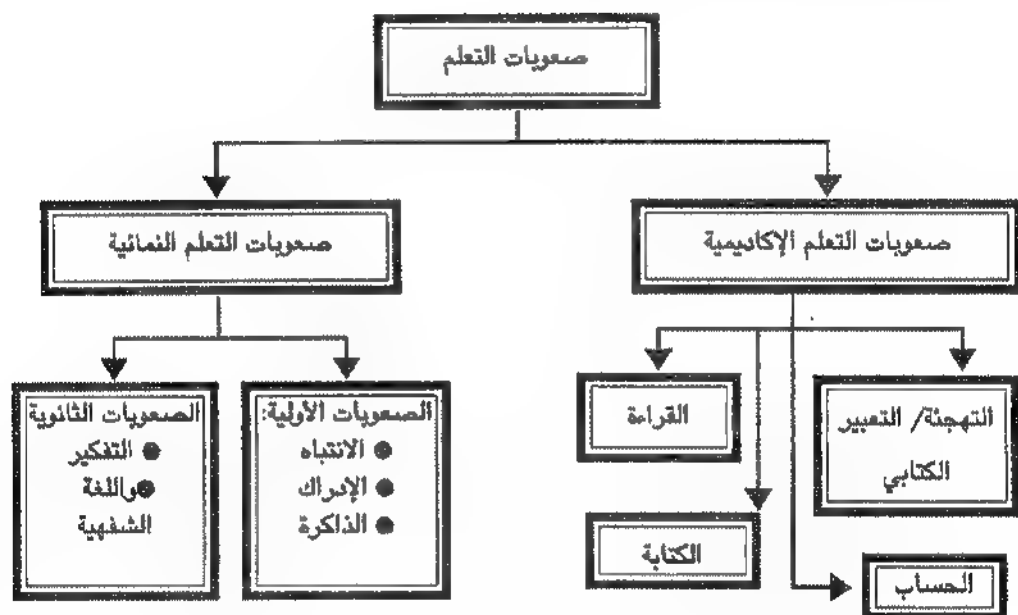 صعوبات التعلم
صعوبات التعلم الإكاديمية
صعوبات التعلم النمائية
التهجئة/ التعبير
الكتابي
القراءة
الكتابة
الحساب
الصعوبات الأولية:
● الانتباه
● الإدراك
● الذاكرة
الصعوبات الثانوية
● التفكير
●واللغة
الشفهية